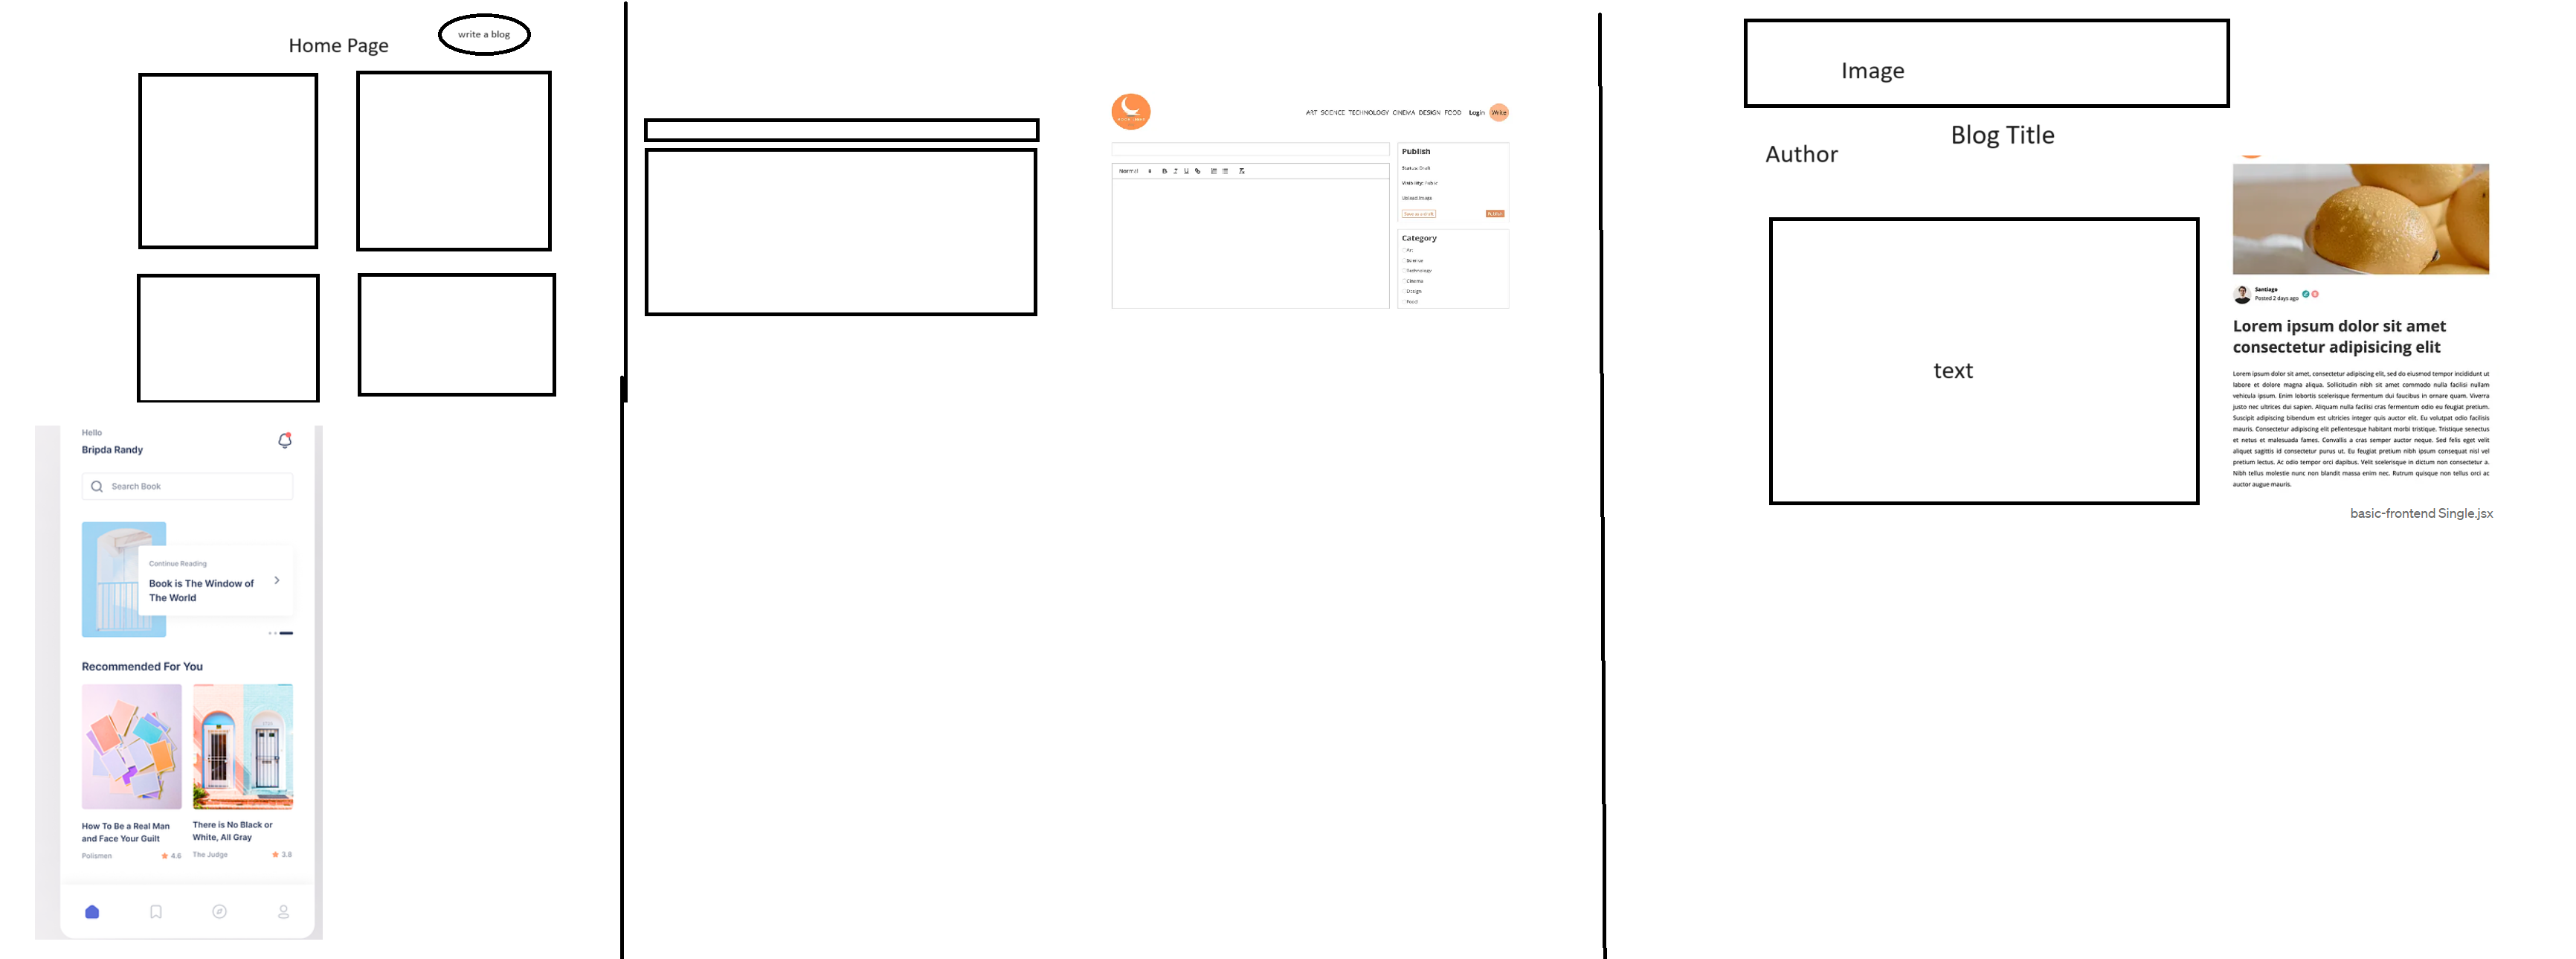 Home Page
write a blog
Hello
Bripda Randy
Search Book
Continue Reading
Book is The Window of
The World
Recommended For You
How To Be a Real Man
and Face Your Guilt
Polismen
4.6
There is No Black or
White, All Gray
The Judge
3.8
ART SCIENCE TECHNOLOGY CINEMA DESIGN FOOD Login Write
Normal
Publish
Status: Draft
Visibility: Public
Upload Image
Save as a draft
Category
Art
Science
Technology
Cinema
Design
Food
Image
Blog Title
Author
text
Santiago
Posted 2 days ago
Lorem ipsum dolor sit amet
consectetur adipisicing elit
Lorem ipsum dolor sit amet, consectetur adipiscing elit, sed do eiusmod tempor incididunt ut
labore et dolore magna aliqua. Sollicitudin nibh sit amet commodo nulla facilisi nullam
vehicula ipsum. Enim lobortis scelerisque fermentum dui faucibus in ornare quam. Viverra
justo nec ultrices dui sapien. Aliquam nulla facilisi cras fermentum odio eu feugiat pretium.
Suscipit adipiscing bibendum est ultricies integer quis auctor elit. Eu volutpat odio facilisis
mauris. Consectetur adipiscing elit pellentesque habitant morbi tristique. Tristique senectus
et netus et malesuada fames. Convallis a cras semper auctor neque. Sed felis eget velit
aliquet sagittis id consectetur purus ut. Eu feugiat pretium nibh ipsum consequat nisl vel
pretium lectus. Ac odio tempor orci dapibus. Velit scelerisque in dictum non consectetur a.
Nibh tellus molestie nunc non blandit massa enim nec. Rutrum quisque non tellus orci ac
auctor augue mauris.
basic-frontend Single.jsx